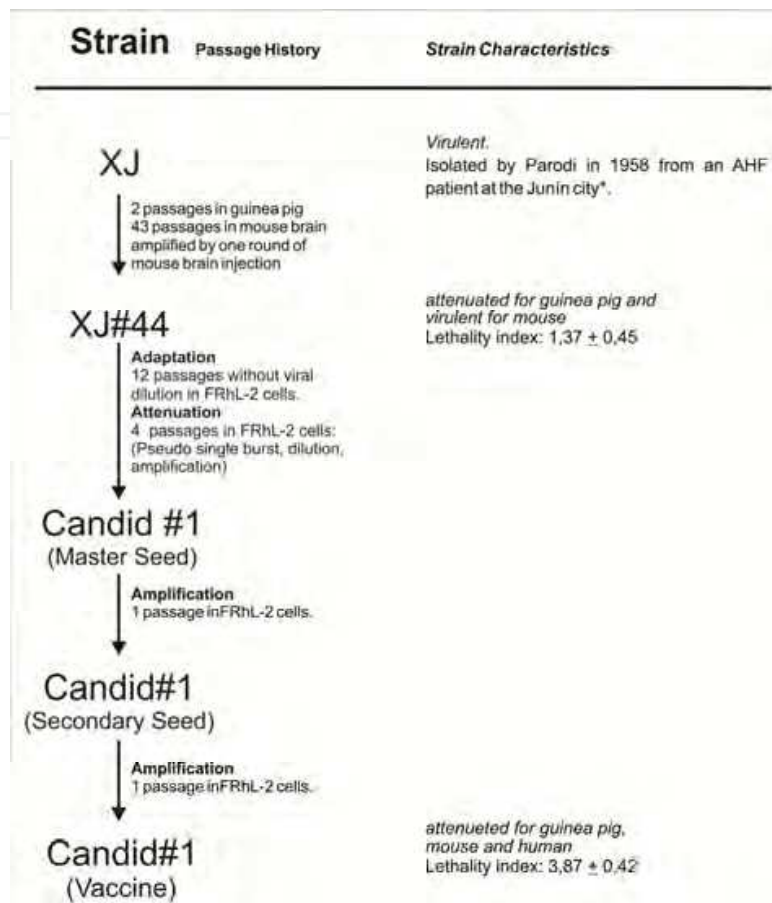 Strain Passage History Strain Characteristics
XJ
Virulent.
Isolated by Parodi in 1958 from an AHF
patient at the Junín city*.
2 passages in guinea pig
43 passages in mouse brain
amplified by one round of
mouse brain injection
XJ#44
attenuated for guinea pig and
virulent for mouse
Lethality index: 1,37 ± 0,45
Adaptation
12 passages without viral
dilution in FRhL-2 cells.
Attenuation
4 passages in FRhL-2 cells:
(Pseudo single burst, dilution,
amplification)
Candid #1
(Master Seed)
Amplification
1 passage inFRhL-2 cells.
Candid#1
(Secondary Seed)
Amplification
1 passage inFRhL-2 cells.
Candid#1
(Vaccine)
attenueted for guinea pig,
mouse and human
Lethality index: 3,87 ± 0,42